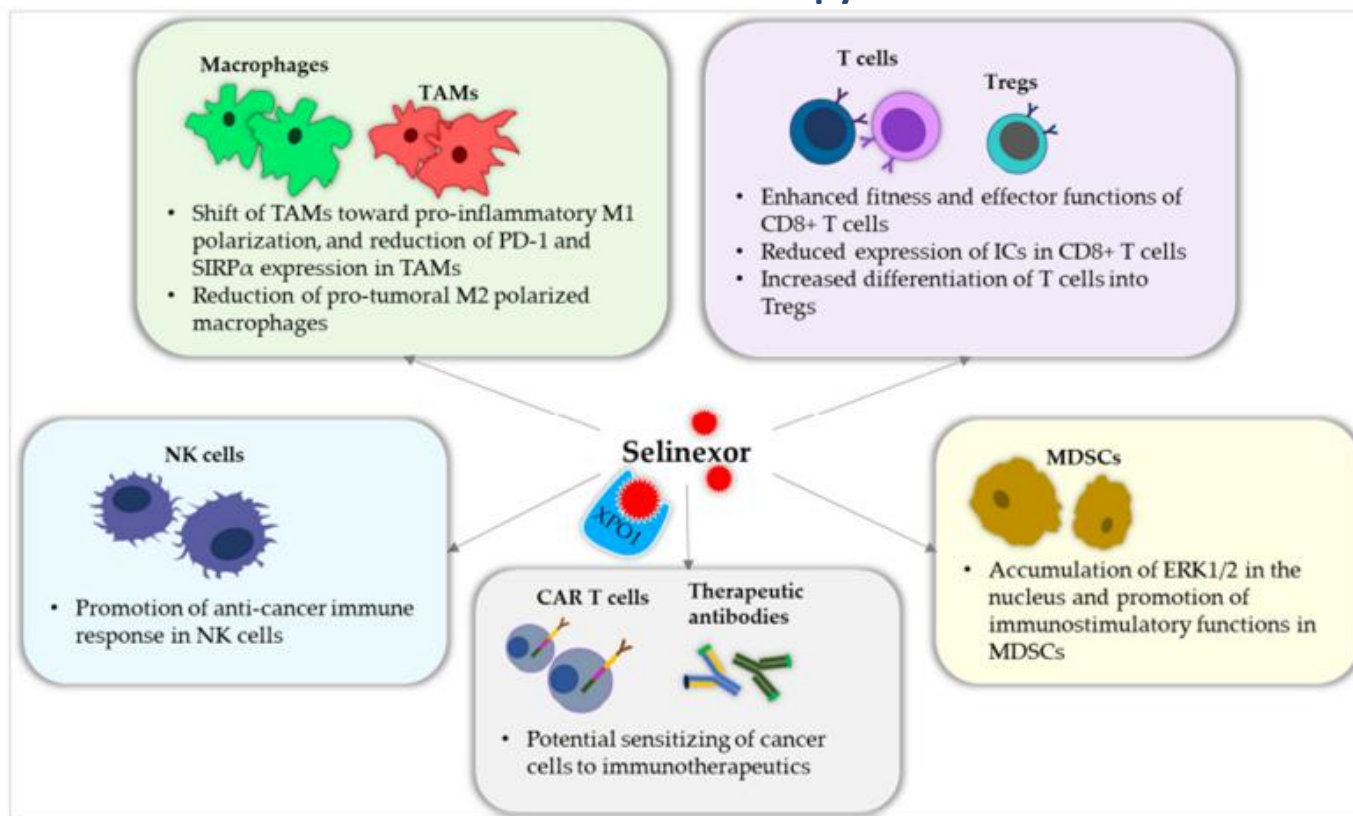 Macrophages
TAMs
• Shift of TAMs toward pro-inflammatory M1
polarization, and reduction of PD-1 and
SIRPα expression in TAMs
• Reduction of pro-tumoral M2 polarized
macrophages
T cells
Tregs
• Enhanced fitness and effector functions of
CD8+ T cells
• Reduced expression of ICs in CD8+ T cells
• Increased differentiation of T cells into
Tregs
Selinexor
XPO1
NK cells
• Promotion of anti-cancer immune
response in NK cells
MDSCs
• Accumulation of ERK1/2 in the
nucleus and promotion of
immunostimulatory functions in
MDSCs
CAR T cells
Therapeutic
antibodies
• Potential sensitizing of cancer
cells to immunotherapeutics